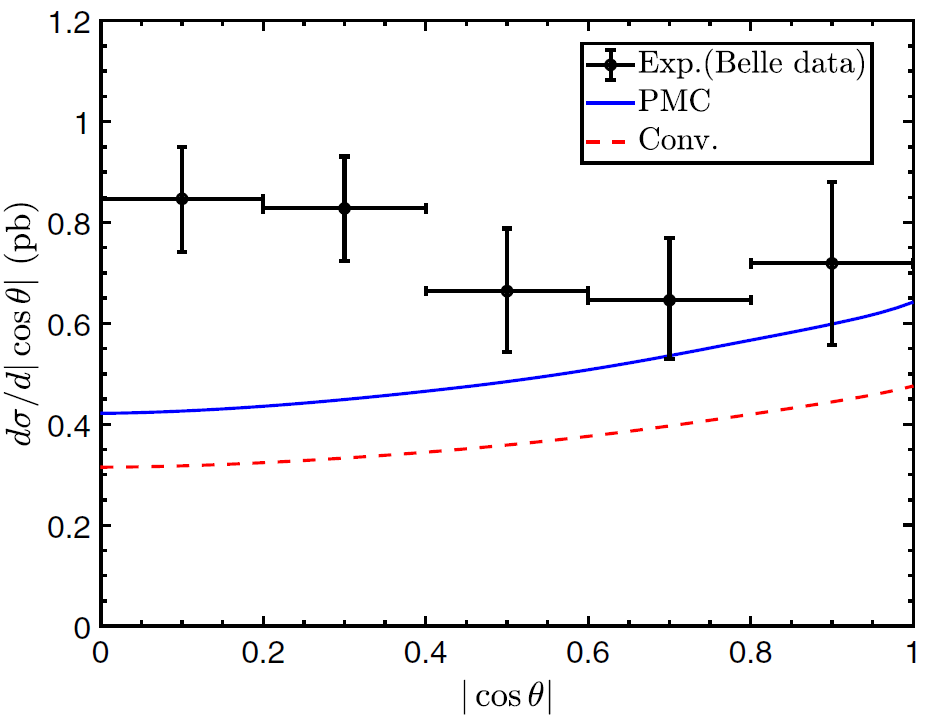 1.2
1
0.8
0.6
0.4
0.2
0
dσ/d|cos θ| (pb)
Exp.(Belle data)
PMC
Conv.
0 0.2 0.4 0.6 0.8 1
|cos θ|